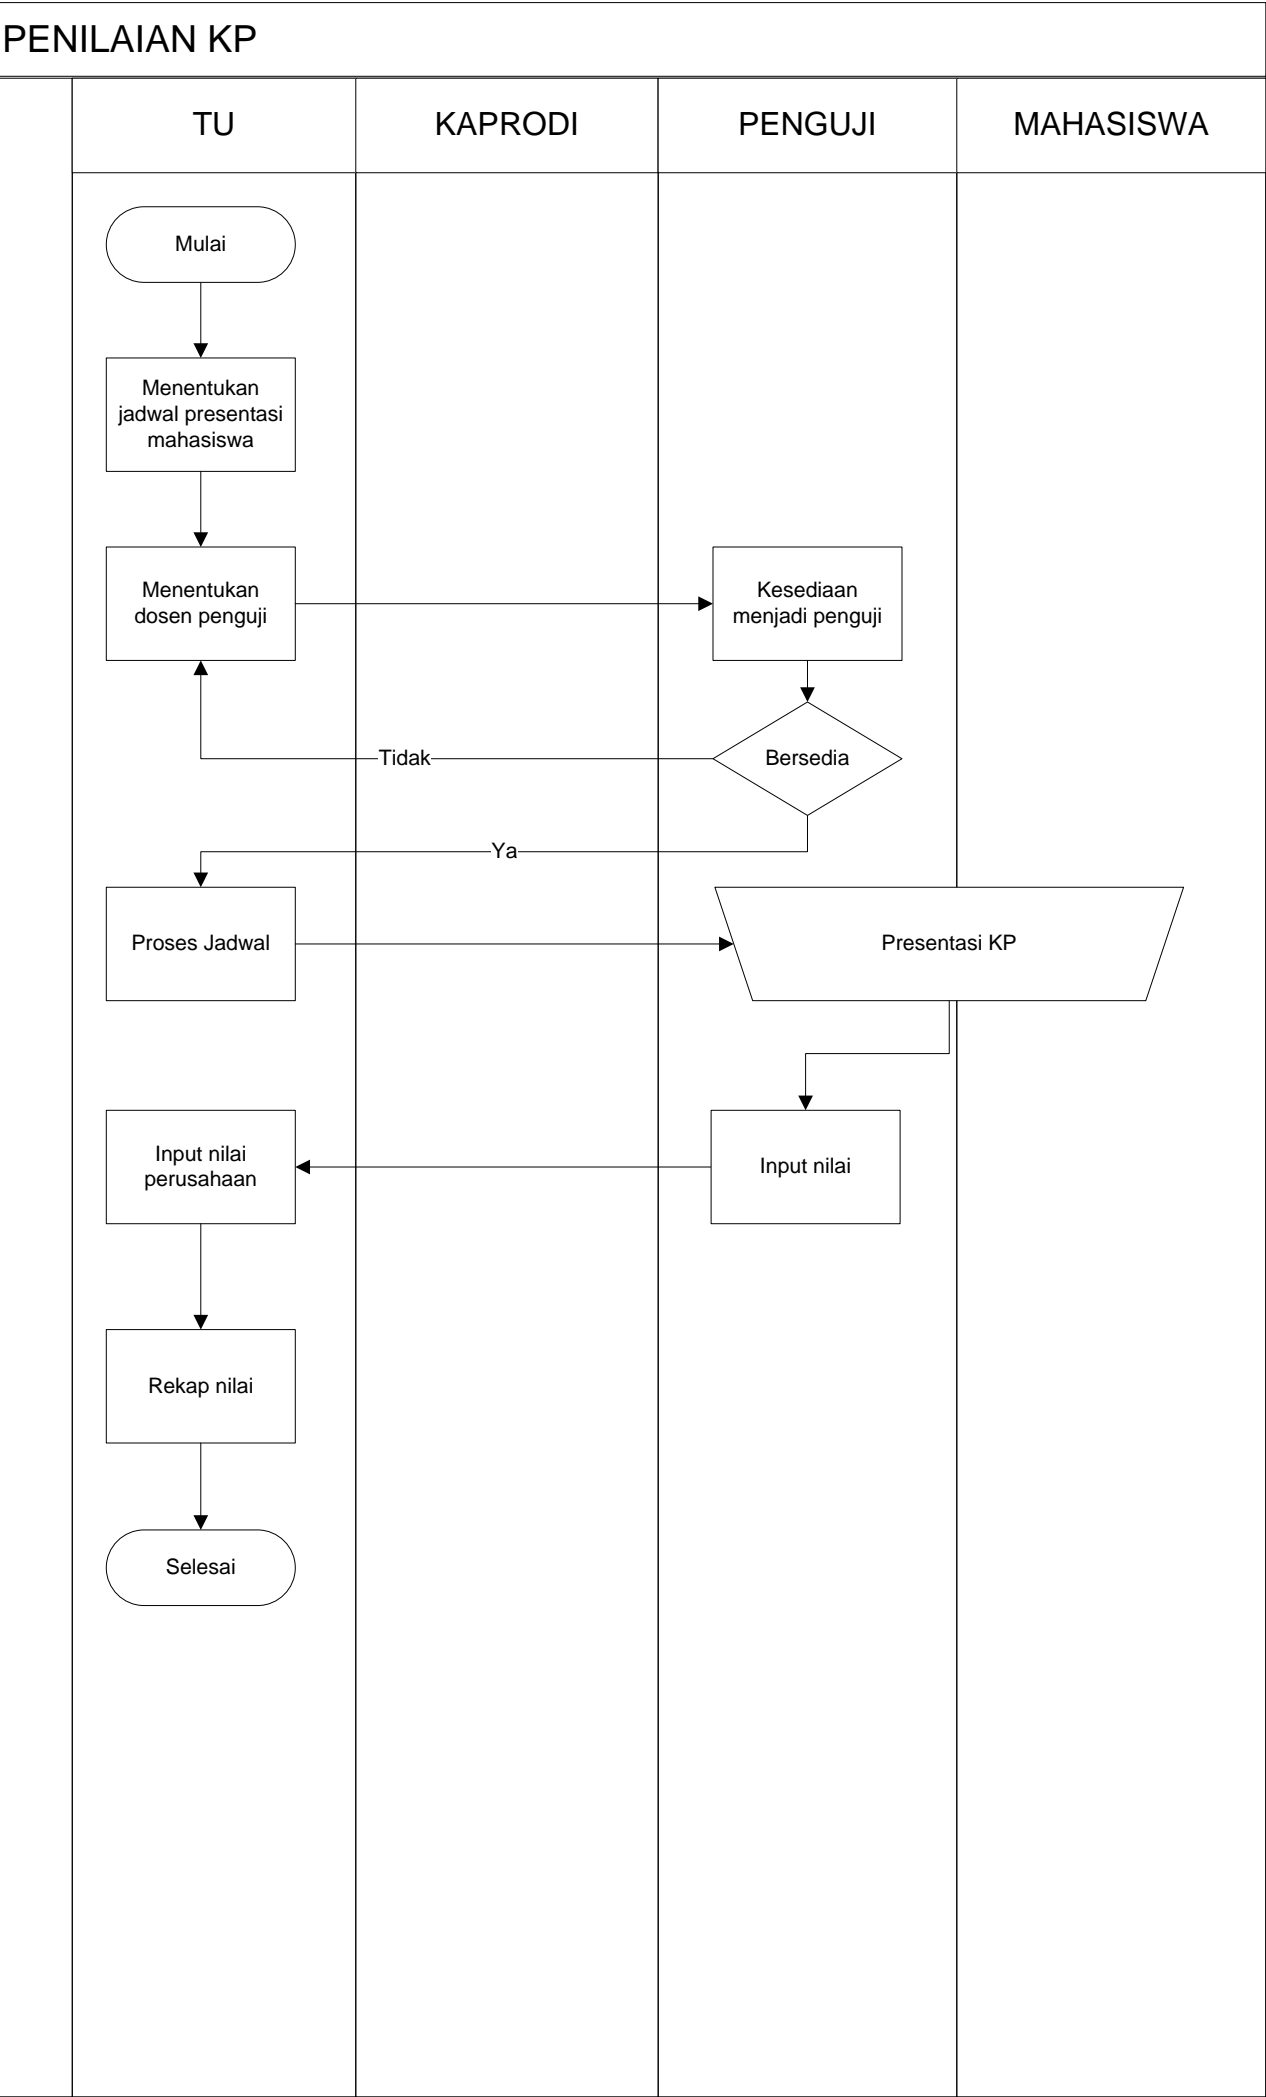 PENILAIAN KP
TU
KAPRODI
PENGUJI
MAHASISWA
Mulai
Menentukan
jadwal presentasi
mahasiswa
Menentukan
dosen penguji
Kesediaan
menjadi penguji
Tidak
Bersedia
Ya
Proses Jadwal
Presentasi KP
Input nilai
perusahaan
Input nilai
Rekap nilai
Selesai